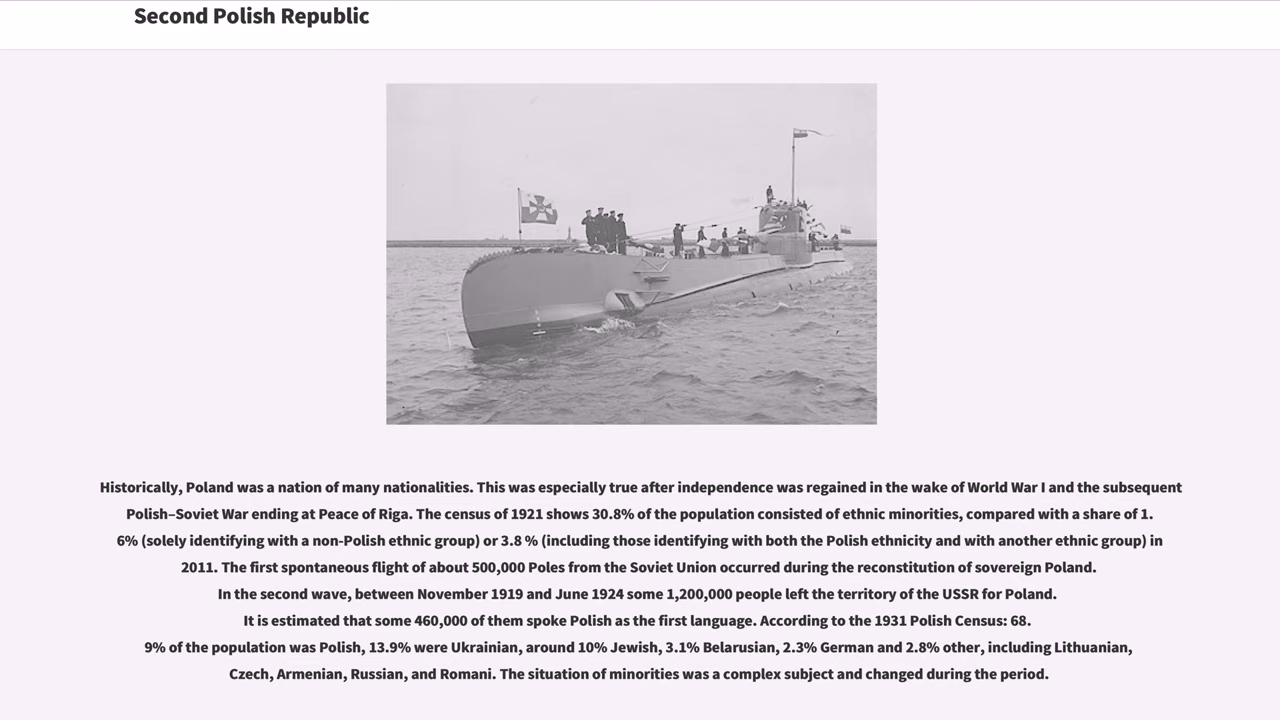 Second Polish Republic
Historically, Poland was a nation of many nationalities. This was especially true after independence was regained in the wake of World War I and the subsequent
Polish–Soviet War ending at Peace of Riga. The census of 1921 shows 30.8% of the population consisted of ethnic minorities, compared with a share of 1.
6% (solely identifying with a non-Polish ethnic group) or 3.8 % (including those identifying with both the Polish ethnicity and with another ethnic group) in
2011. The first spontaneous flight of about 500,000 Poles from the Soviet Union occurred during the reconstitution of sovereign Poland.
In the second wave, between November 1919 and June 1924 some 1,200,000 people left the territory of the USSR for Poland.
It is estimated that some 460,000 of them spoke Polish as the first language. According to the 1931 Polish Census: 68.
9% of the population was Polish, 13.9% were Ukrainian, around 10% Jewish, 3.1% Belarusian, 2.3% German and 2.8% other, including Lithuanian,
Czech, Armenian, Russian, and Romani. The situation of minorities was a complex subject and changed during the period.